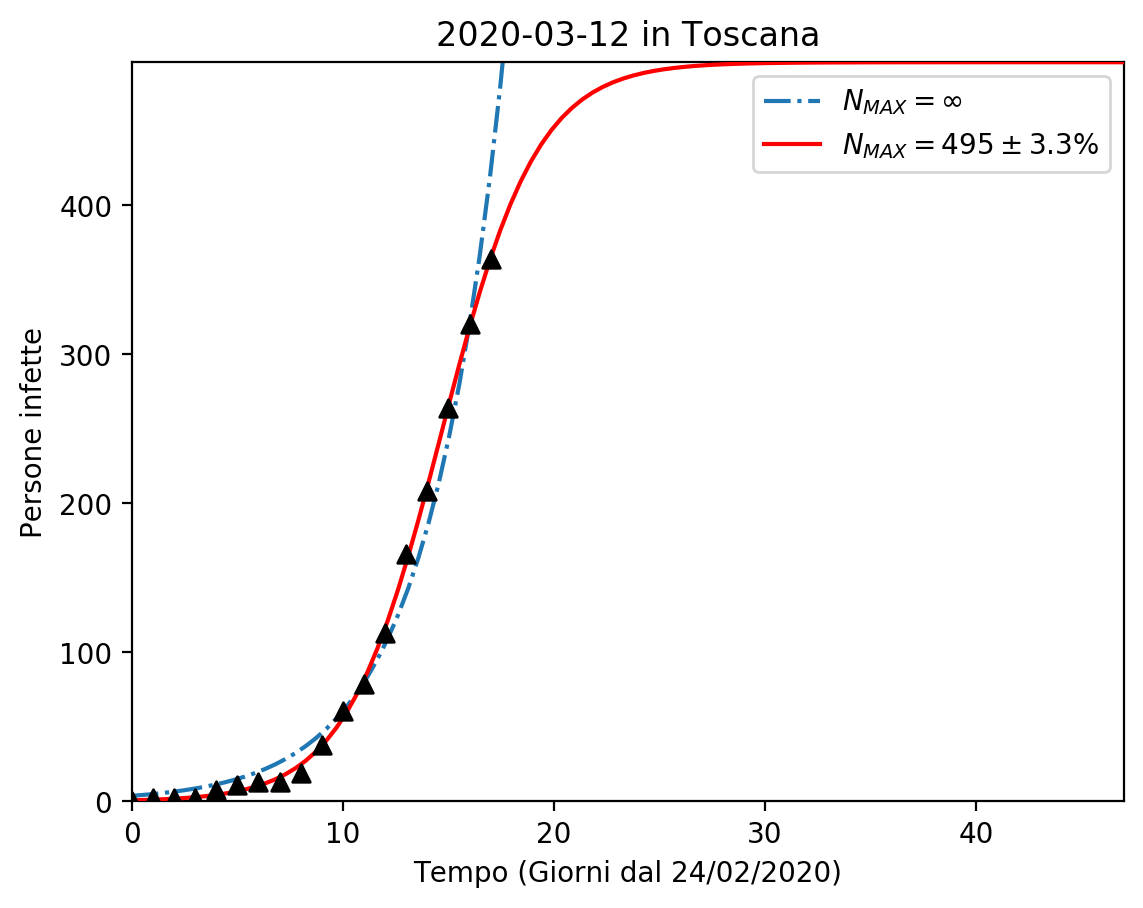 2020-03-12 in Toscana
N_MAX = ∞
N_MAX = 495 ± 3.3%
Persone infette
400
300
200
100
0
0 10 20 30 40
Tempo (Giorni dal 24/02/2020)